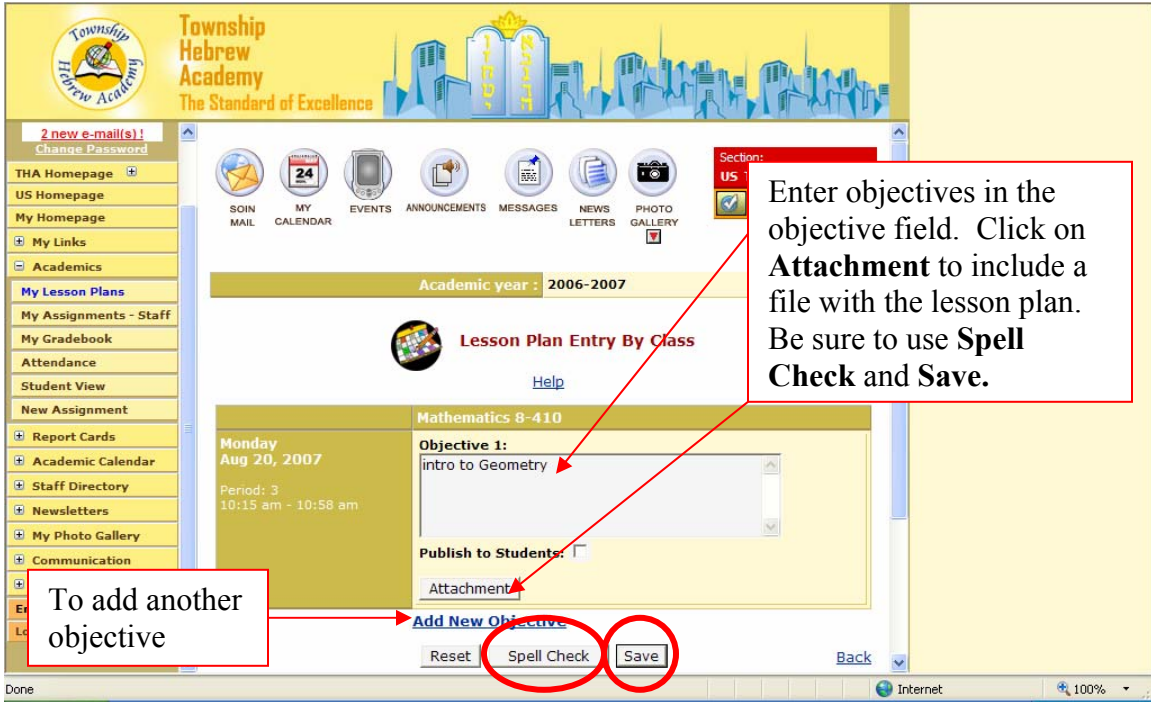 Township
Hebrew Academy
Township
Hebrew
Academy
The Standard of Excellence
2 new e-mail(s) !
Change Password
THA Homepage
US Homepage
My Homepage
My Links
Academics
My Lesson Plans
My Assignments - Staff
My Gradebook
Attendance
Student View
New Assignment
Report Cards
Academic Calendar
Staff Directory
Newsletters
My Photo Gallery
Communication
24
SOIN
MAIL
MY
CALENDAR
EVENTS
ANNOUNCEMENTS
MESSAGES
NEWS
LETTERS
PHOTO
GALLERY
Section:
US
Enter objectives in the
objective field. Click on
Attachment to include a
file with the lesson plan.
Be sure to use Spell
Check and Save.
Academic year : 2006-2007
Lesson Plan Entry By Class
Help
Mathematics 8-410
Monday
Aug 20, 2007
Period: 3
10:15 am - 10:58 am
Objective 1:
intro to Geometry
Publish to Students:
Attachment
To add another
objective
Add New Objective
Reset
Spell Check
Save
Back
Done
Internet
100%